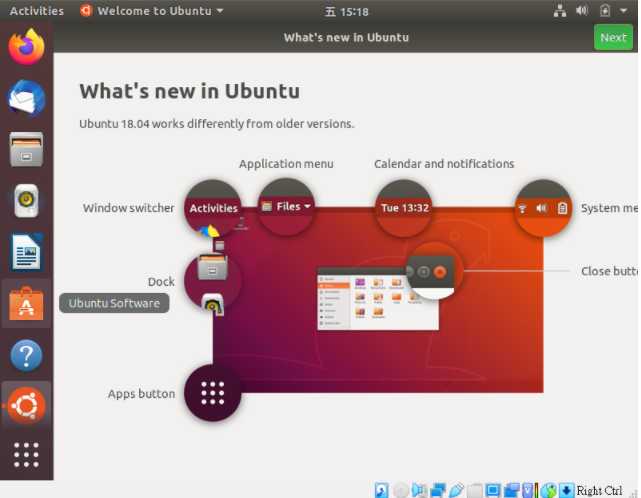 Activities Welcome to Ubuntu 五 15:18
What's new in Ubuntu Next
What's new in Ubuntu
Ubuntu 18.04 works differently from older versions.
Application menu Calendar and notifications
Window switcher Activities Files Tue 13:32 System me
Close butt
Dock
Ubuntu Software
Apps button
Right Ctrl